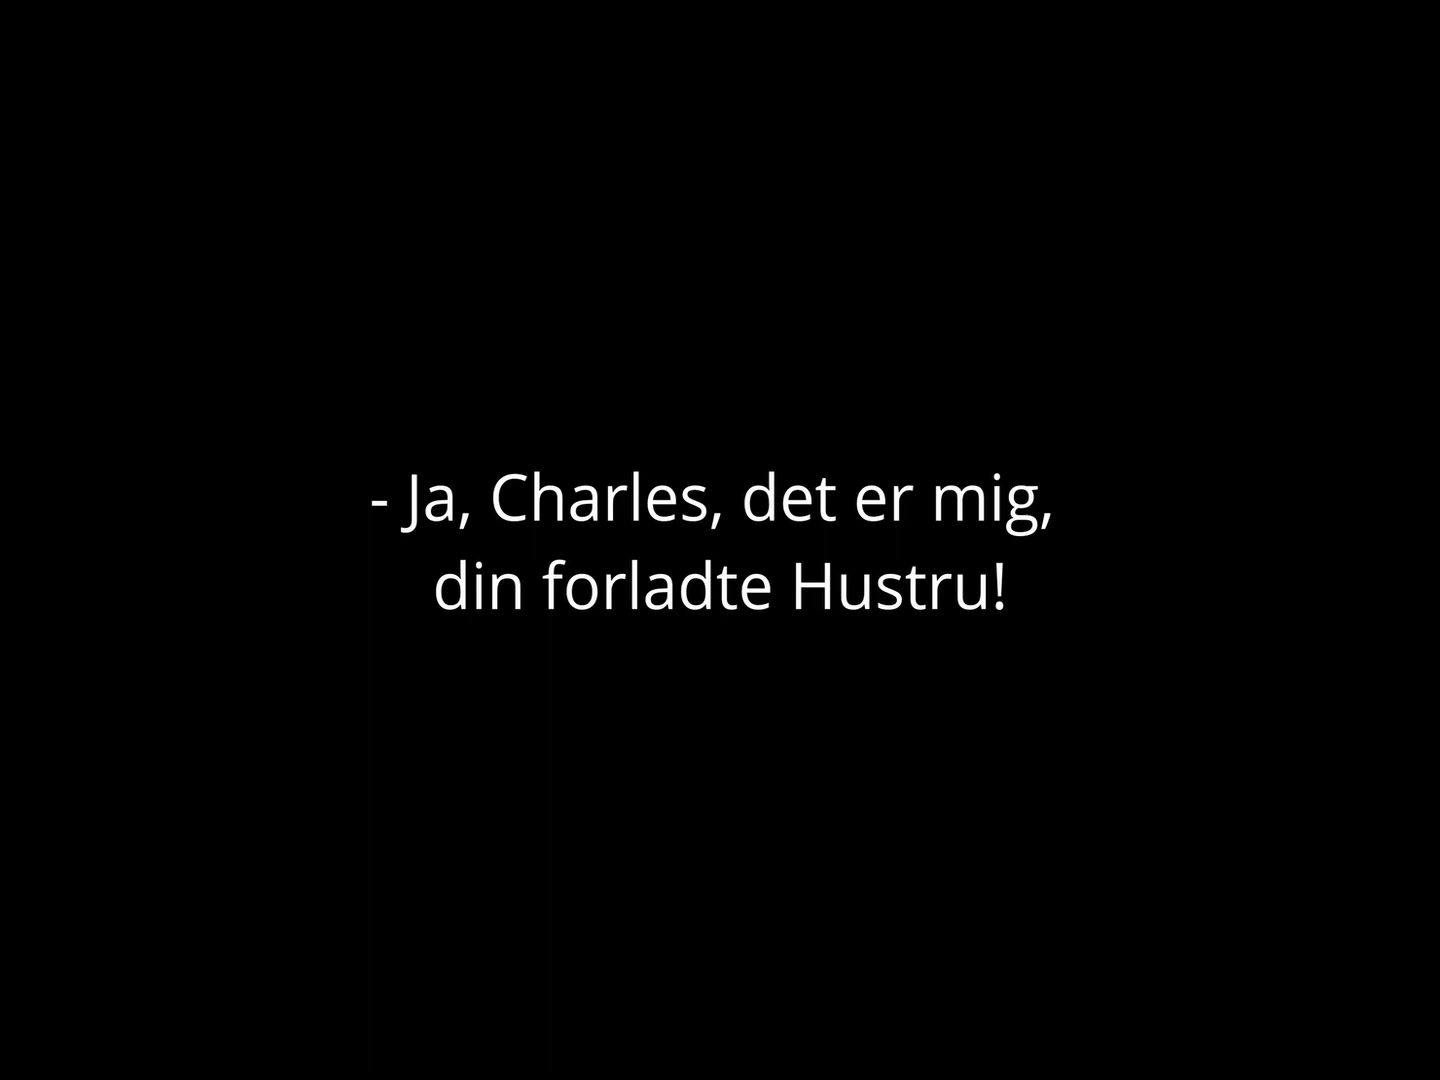 - Ja, Charles, det er mig,
din forladte Hustru!